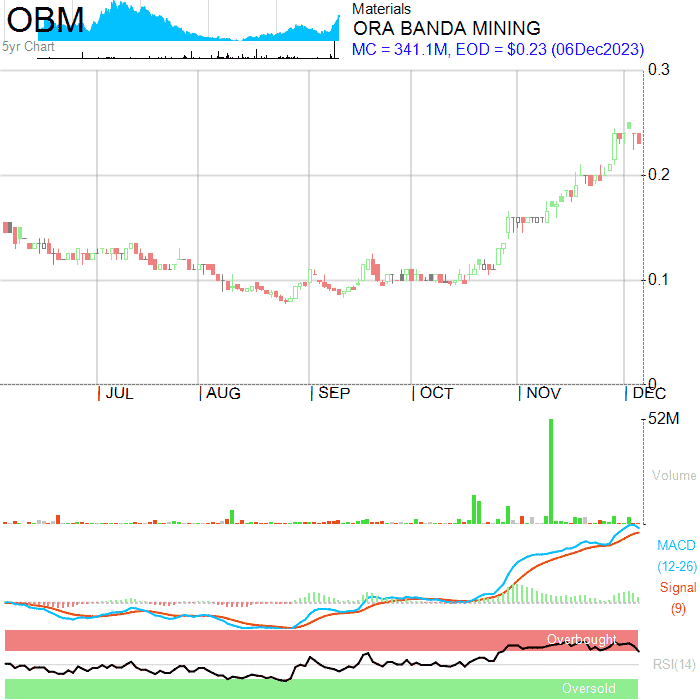 OBM
5yr Chart
Materials
ORA BANDA MINING
MC = 341.1M, EOD = $0.23 (06Dec2023)
0.3
0.2
0.1
0
JUL AUG SEP OCT NOV DEC
52M
Volume
MACD
(12-26)
Signal
(9)
Overbought
RSI(14)
Oversold